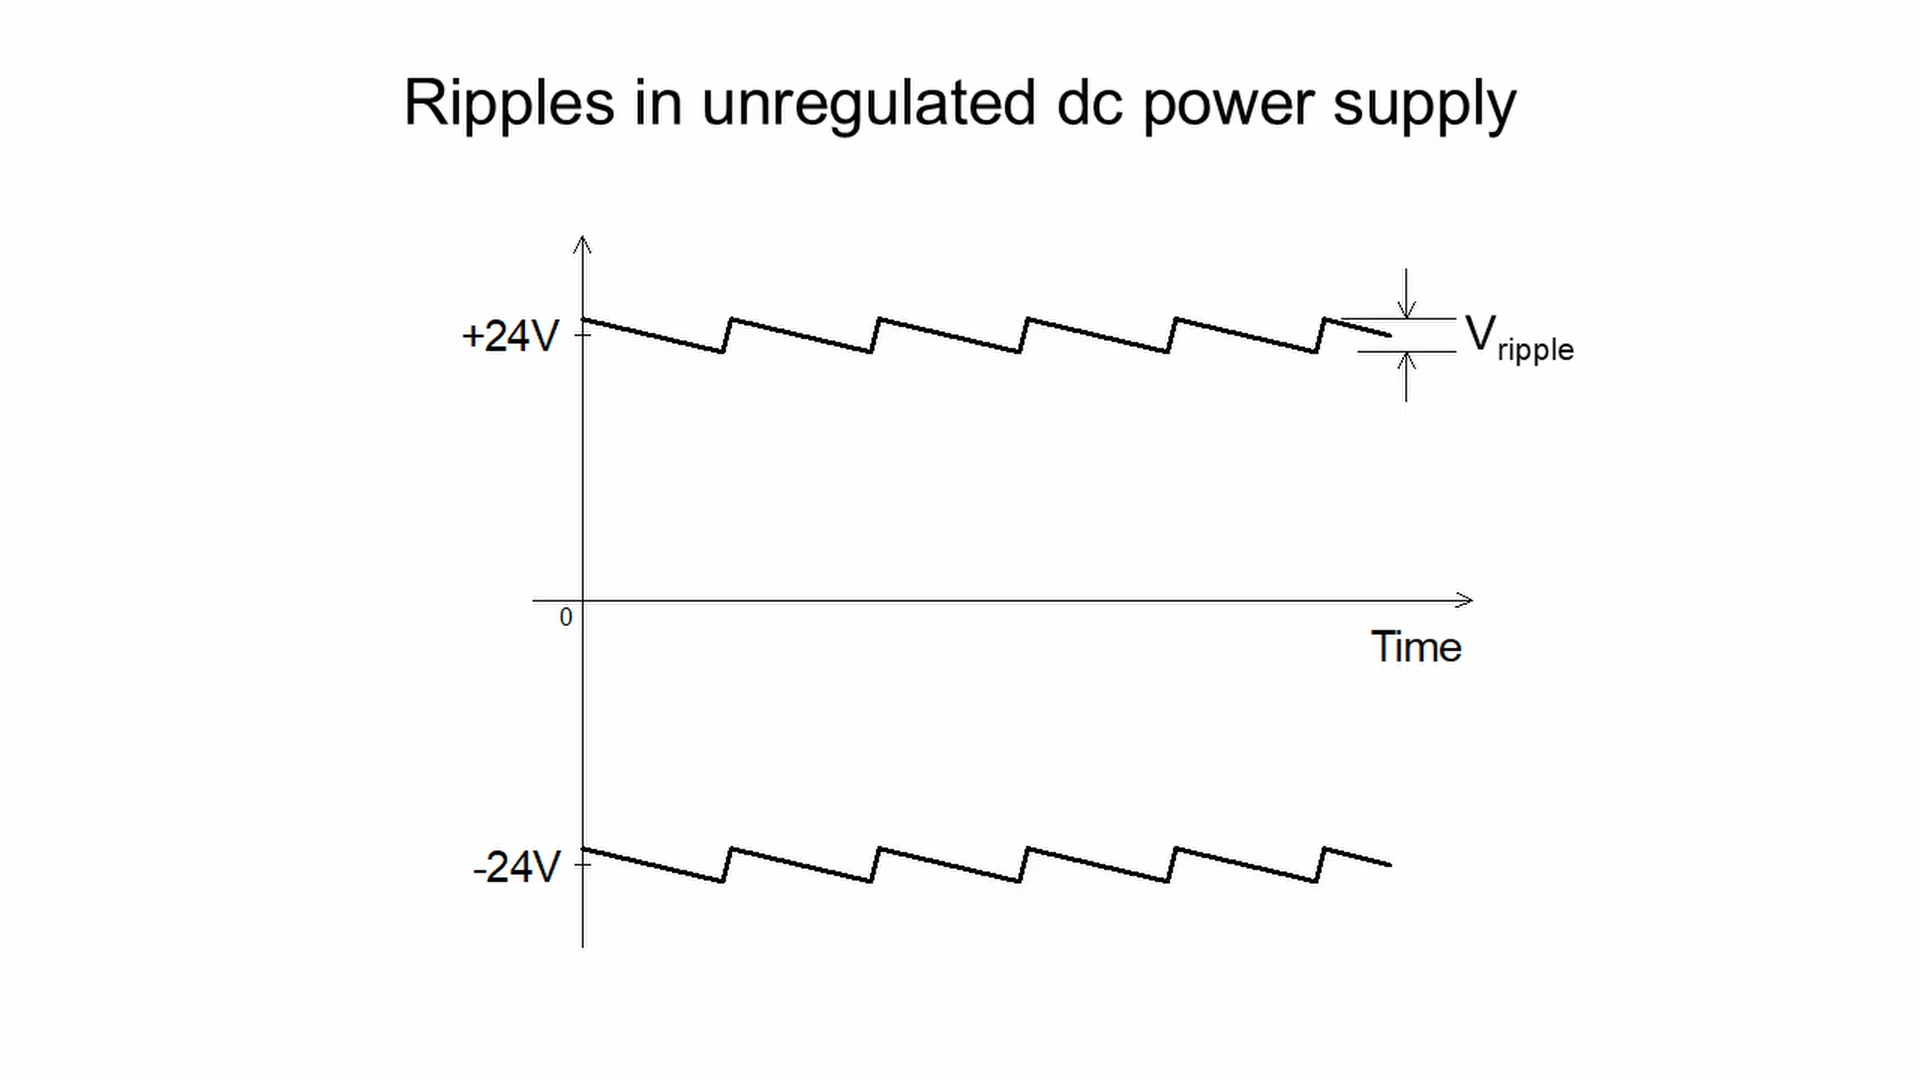 Ripples in unregulated dc power supply
+24V
Vripple
0
Time
-24V